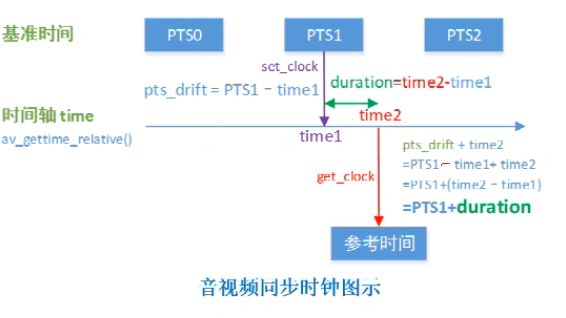 基准时间
PTS0
PTS1
PTS2
set_clock
pts_drift = PTS1 - time1
duration=time2-time1
时间轴 time
time2
av_gettime_relative()
time1
pts_drift + time2
=PTS1- time1+ time2
=PTS1+(time2 - time1)
=PTS1+duration
get_clock
参考时间
音视频同步时钟图示